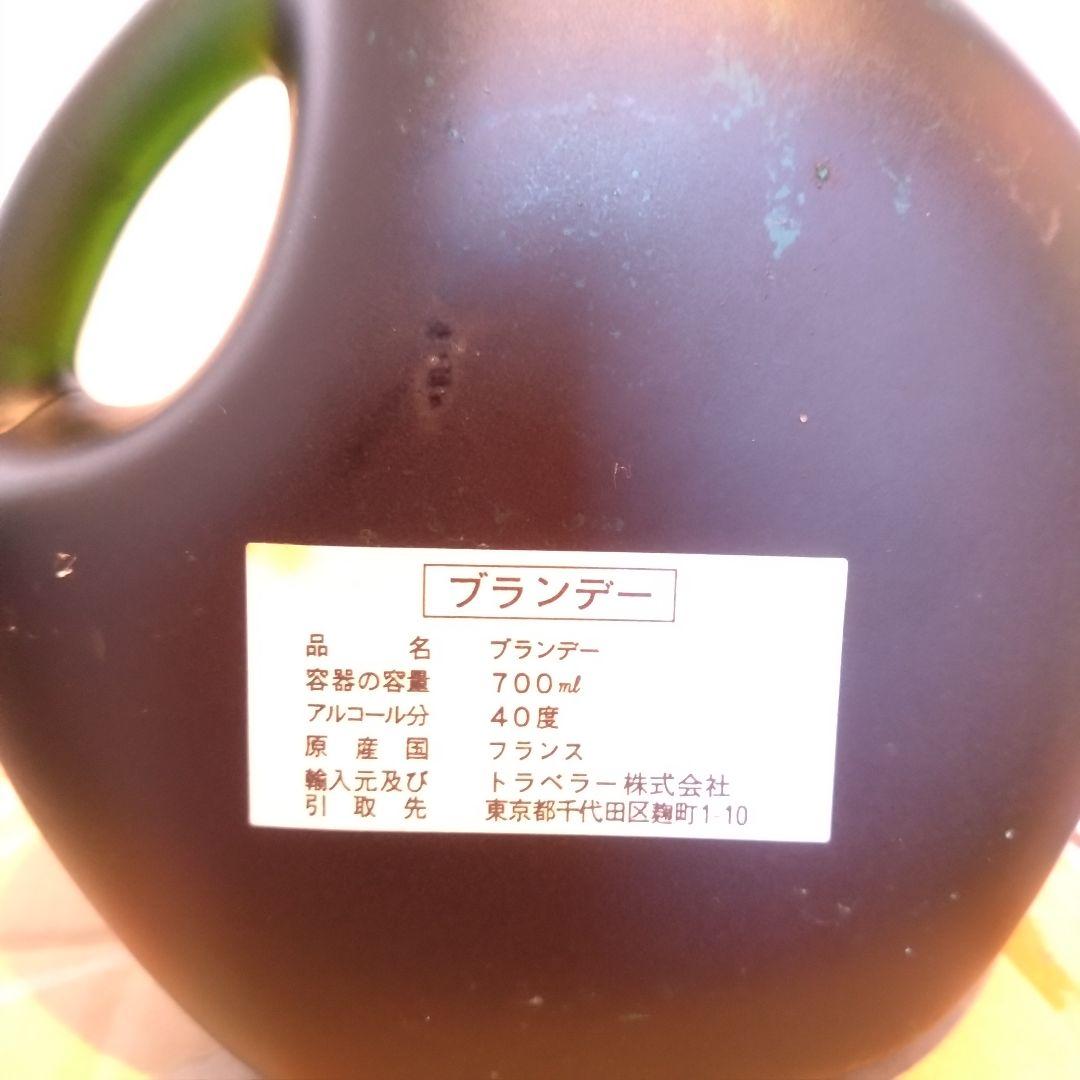 ブランデー
品名 ブランデー
容器の容量 700ml
アルコール分 40度
原産国 フランス
輸入元及び トラベラー株式会社
引取先 東京都千代田区麹町1-10